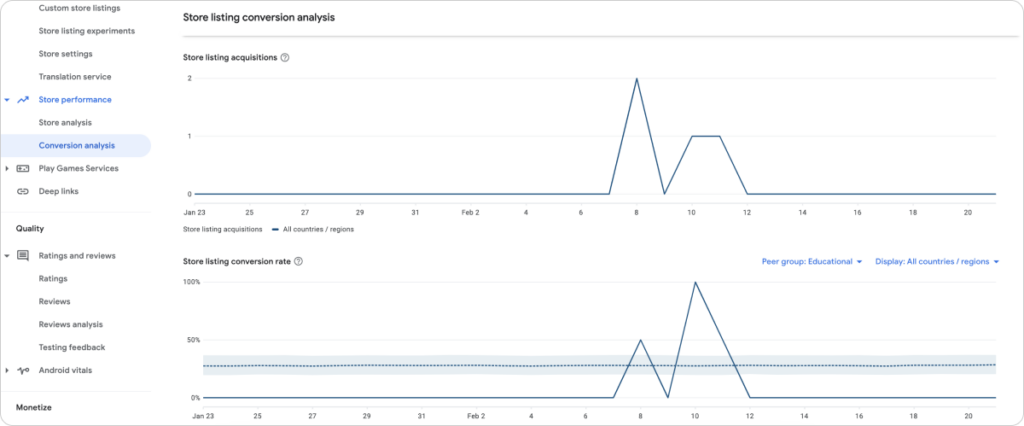 Custom store listings
Store listing experiments
Store settings
Translation service
Store performance
Store analysis
Conversion analysis
Play Games Services
Deep links
Quality
Ratings and reviews
Ratings
Reviews
Reviews analysis
Testing feedback
Android vitals
Monetize
Store listing conversion analysis
Store listing acquisitions ?
2
1
0
Jan 23 25 27 29 31 Feb 2 4 6 8 10 12 14 16 18 20
Store listing acquisitions All countries / regions
Store listing conversion rate ? Peer group: Educational Display: All countries / regions
100%
50%
0%
Jan 23 25 27 29 31 Feb 2 4 6 8 10 12 14 16 18 20